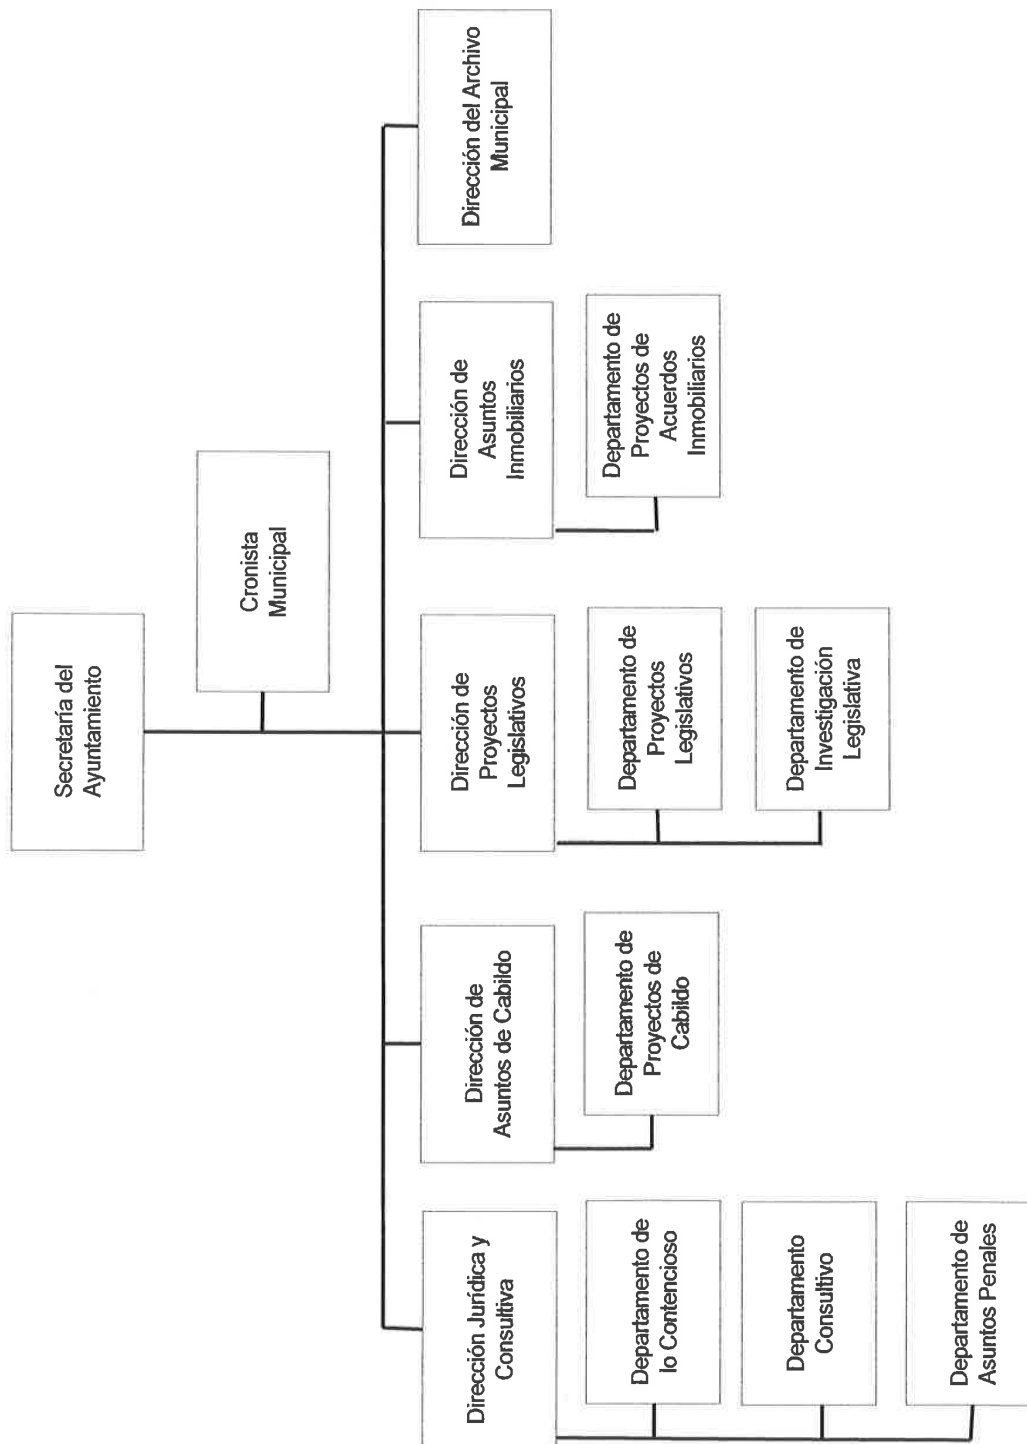 Secretaría del
Ayuntamiento
Cronista
Municipal
Dirección Jurídica y
Consultiva
Departamento de
lo Contencioso
Departamento
Consultivo
Departamento de
Asuntos Penales
Dirección de
Asuntos de Cabildo
Departamento de
Proyectos de
Cabildo
Dirección de
Proyectos
Legislativos
Departamento de
Proyectos
Legislativos
Departamento de
Investigación
Legislativa
Dirección de
Asuntos
Inmobiliarios
Departamento de
Proyectos de
Acuerdos
Inmobiliarios
Dirección del Archivo
Municipal